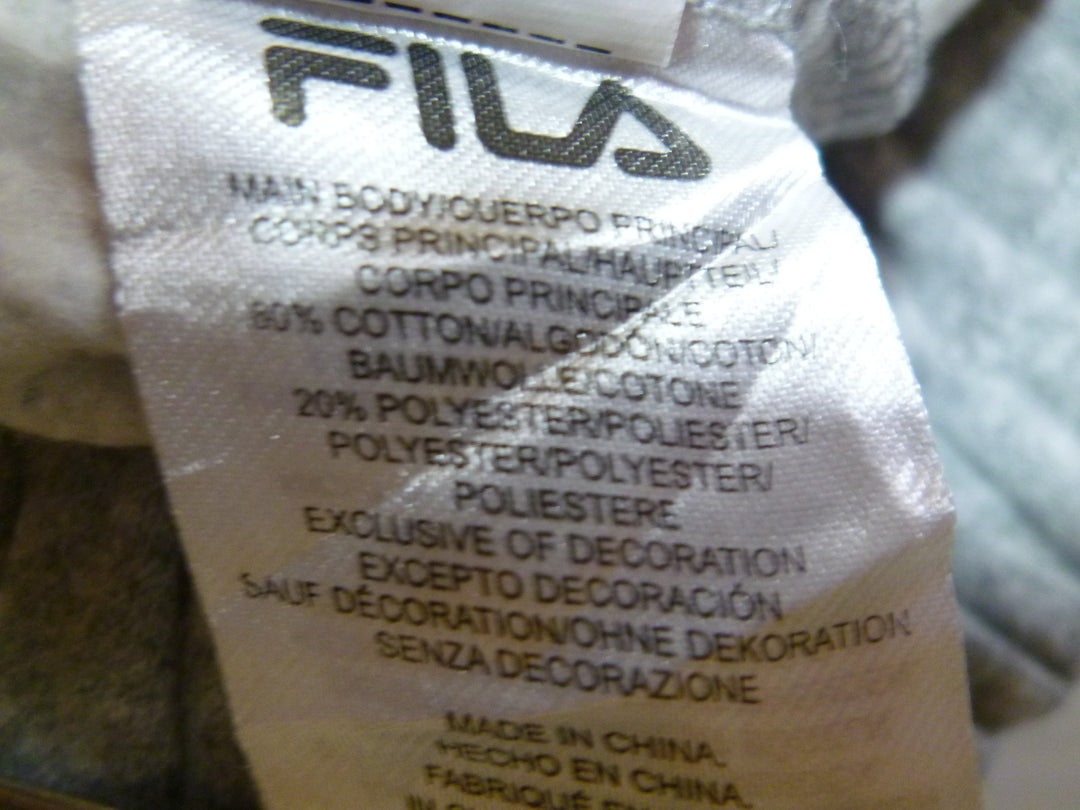 FILA
MAIN BODY/CUERPO PRINCIPAL/
CORPS PRINCIPAL/HAUPTTEIL/
CORPO PRINCIPALE
80% COTTON/ALGODÓN/COTON/
BAUMWOLLE/COTONE
20% POLYESTER/POLIESTER/
POLYESTER/POLYESTER/
POLIESTERE
EXCLUSIVE OF DECORATION
EXCEPTO DECORACIÓN
SAUF DÉCORATION/OHNE DEKORATION
SENZA DECORAZIONE
MADE IN CHINA.
HECHO EN CHINA.
FABRIQUÉ EN